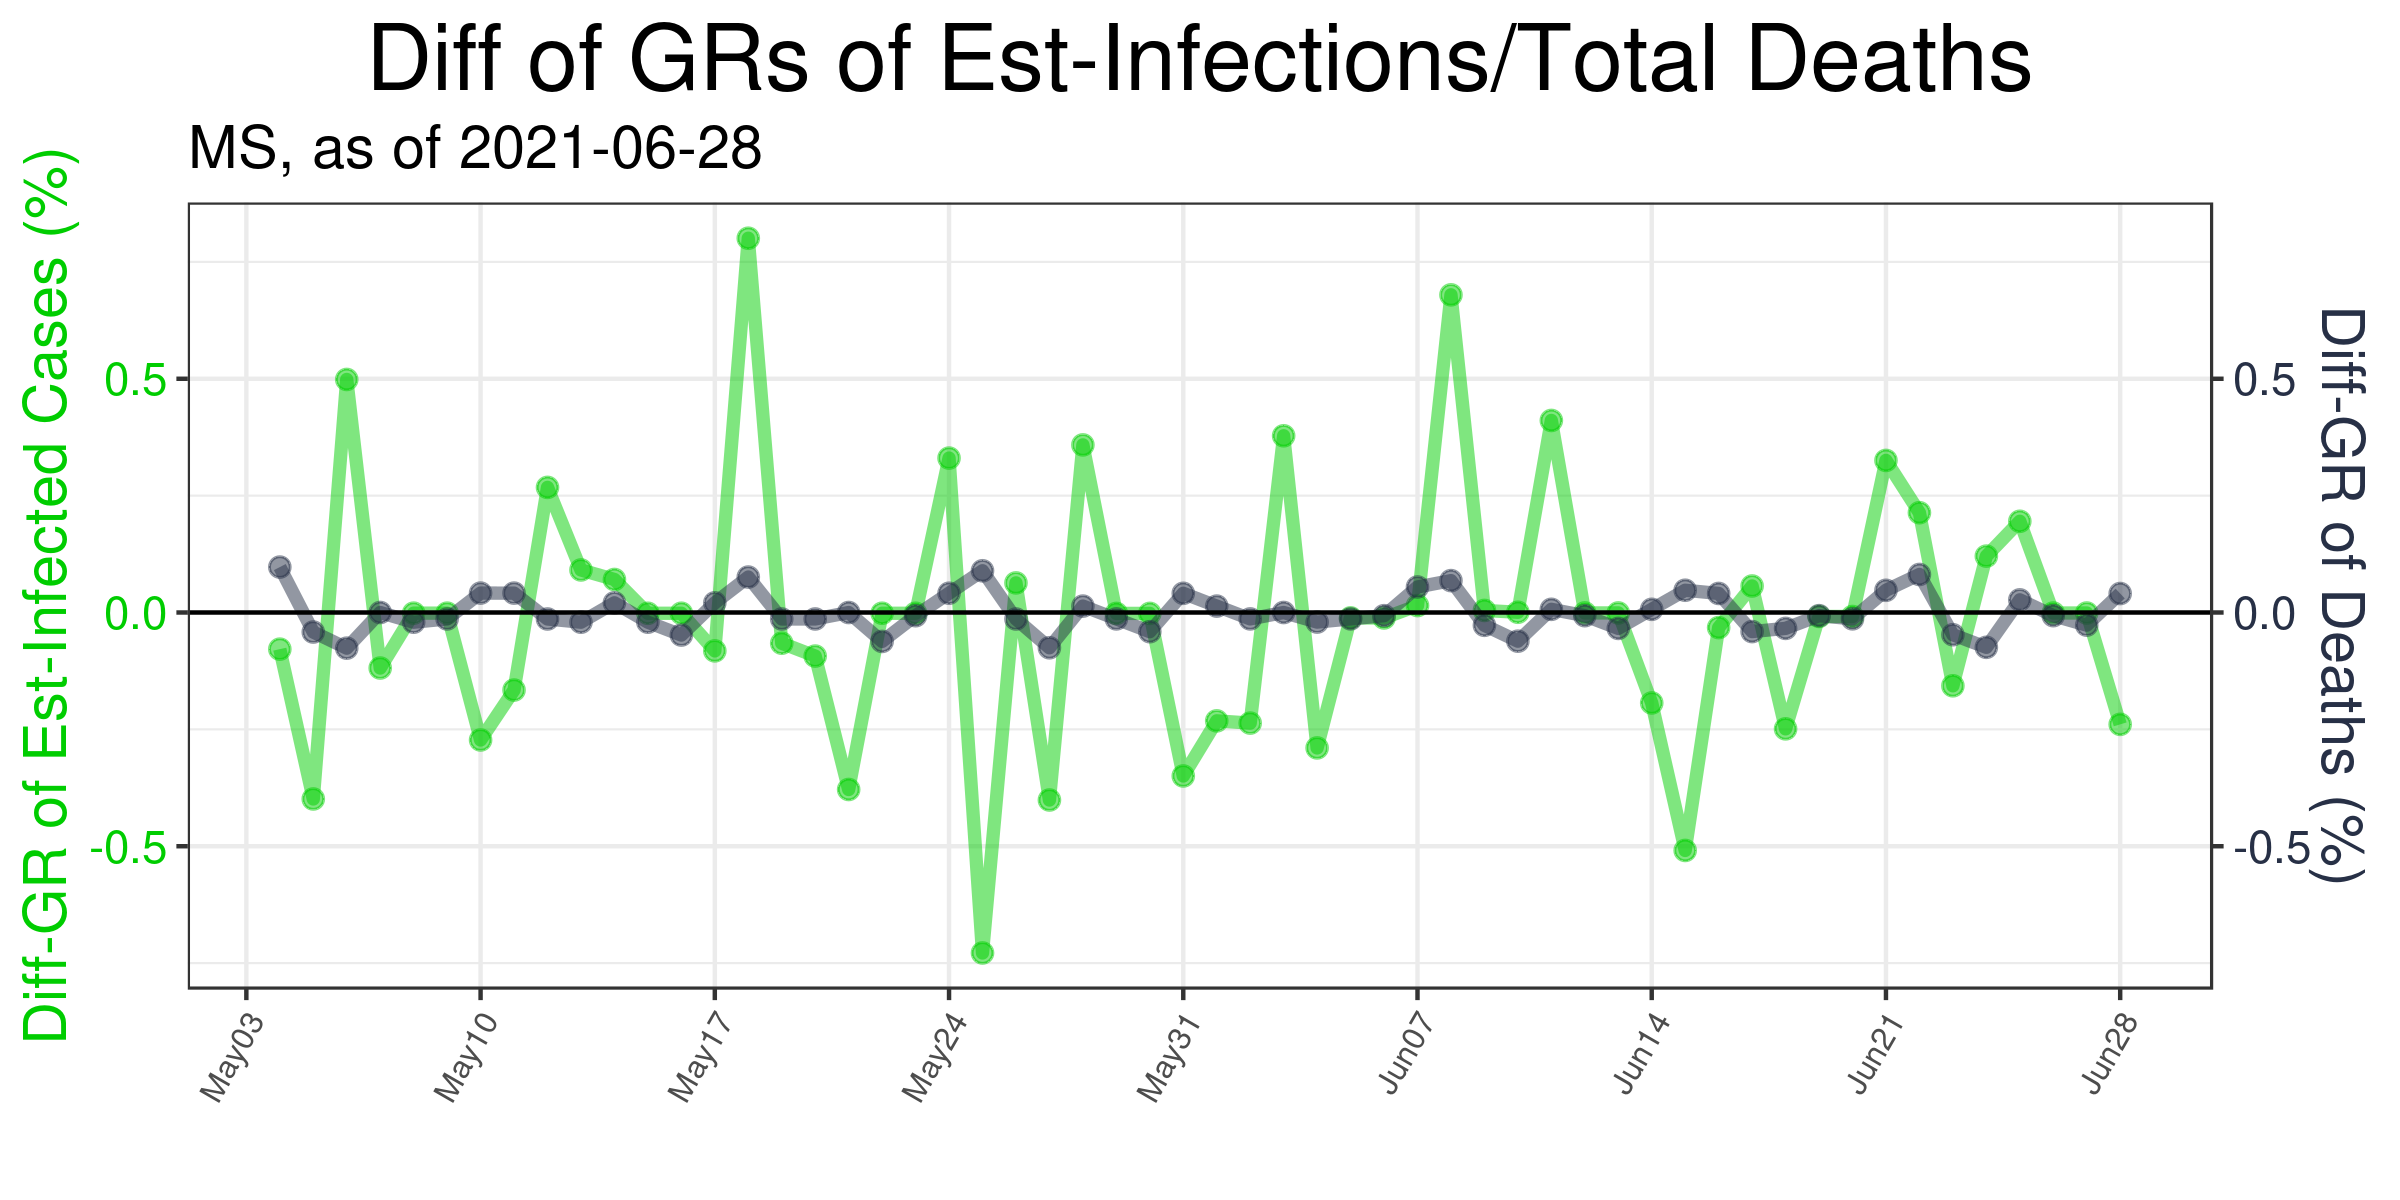 Diff of GRs of Est-Infections/Total Deaths
MS, as of 2021-06-28
Diff-GR of Est-Infected Cases (%)
0.5
0.0
-0.5
0.5
0.0
-0.5
Diff-GR of Deaths (%)
May03
May10
May17
May24
May31
Jun07
Jun14
Jun21
Jun28